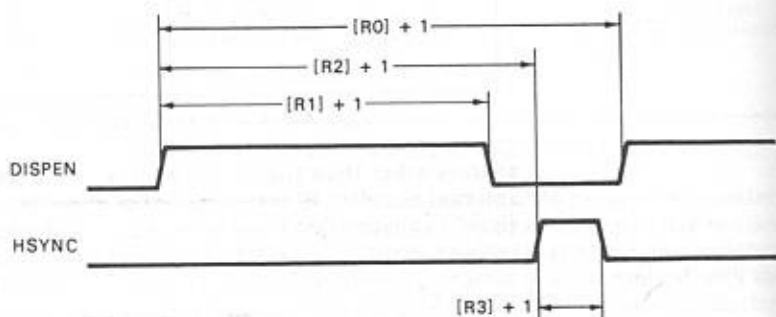 [R0] + 1
[R2] + 1
[R1] + 1
DISPEN
HSYNC
[R3] + 1